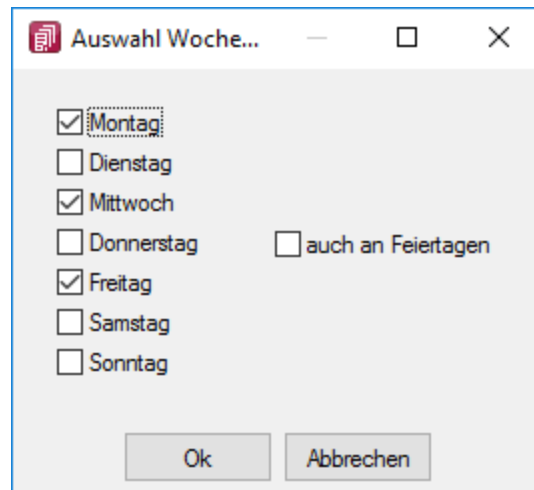 Auswahl Woche...
Montag
Dienstag
Mittwoch
Donnerstag auch an Feiertagen
Freitag
Samstag
Sonntag
Ok Abbrechen